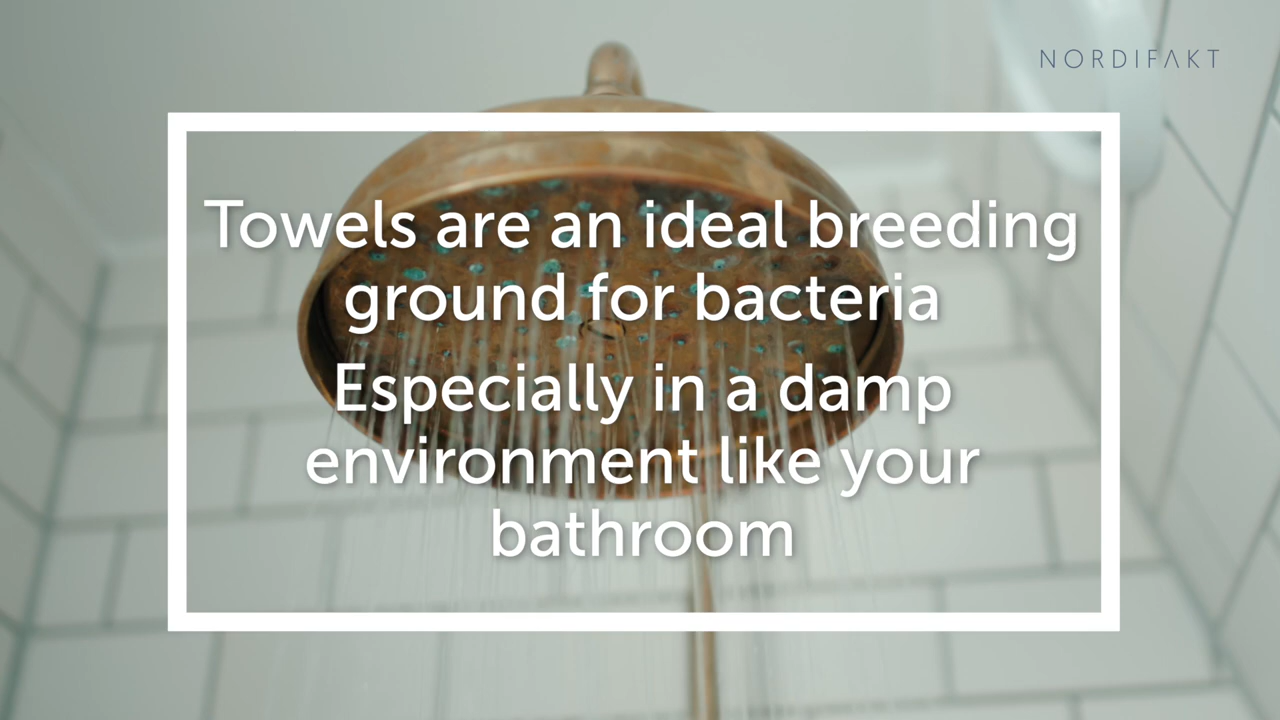 NORDIFAKT
Towels are an ideal breeding
ground for bacteria
Especially in a damp
environment like your
bathroom